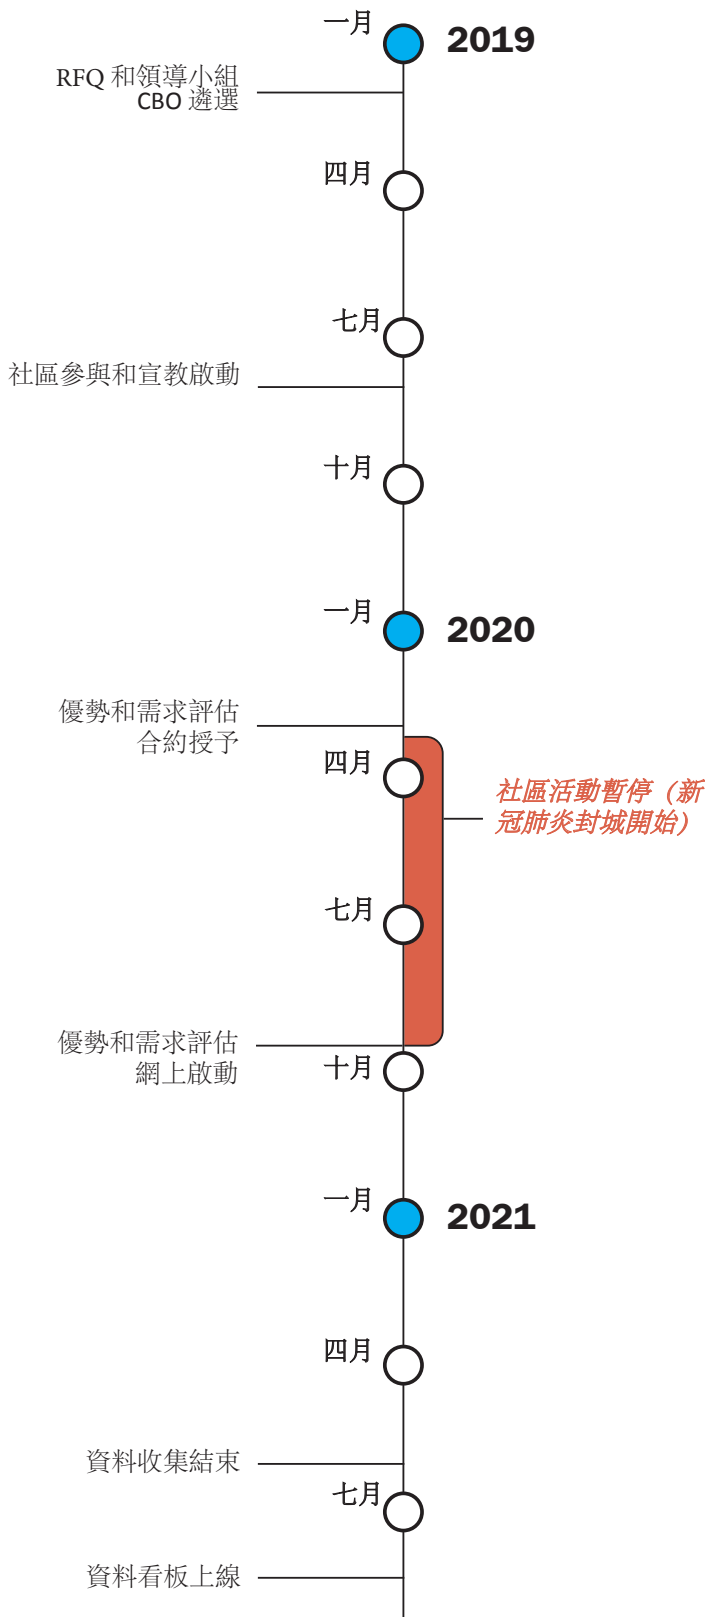 一月
2019
RFQ 和領導小組
CBO 遴選
四月
七月
社區參與和宣教啟動
十月
一月
2020
優勢和需求評估
合約授予
四月
社區活動暫停（新
冠肺炎封城開始）
七月
優勢和需求評估
網上啟動
十月
一月
2021
四月
資料收集結束
七月
資料看板上線